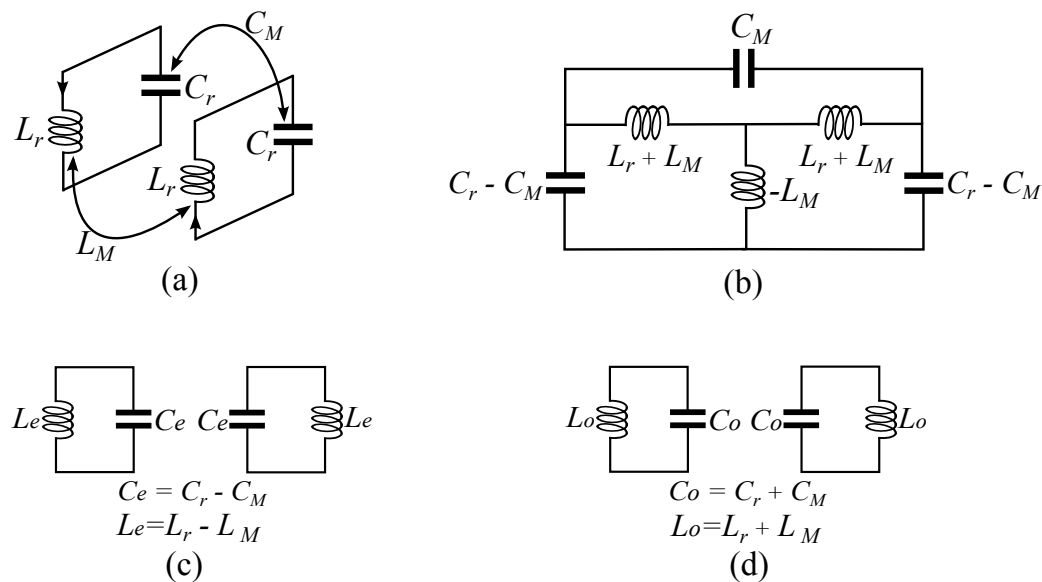 C_M
C_r
C_r
L_r
L_r
L_M
(a)
C_M
L_r + L_M
L_r + L_M
C_r - C_M
-L_M
C_r - C_M
(b)
Le
Ce
Ce
Le
Ce = C_r - C_M
Le=L_r - L_M
(c)
Lo
Co
Co
Lo
Co = C_r + C_M
Lo=L_r + L_M
(d)